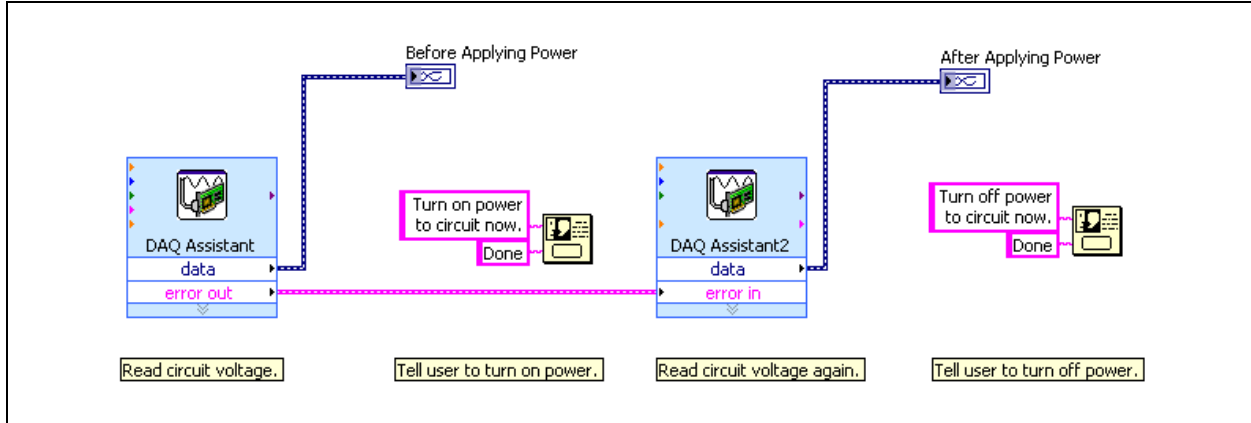 Before Applying Power
After Applying Power
Turn on power
to circuit now.
Done
Turn off power
to circuit now.
Done
DAQ Assistant
data
error out
DAQ Assistant2
data
error in
Read circuit voltage.
Tell user to turn on power.
Read circuit voltage again.
Tell user to turn off power.